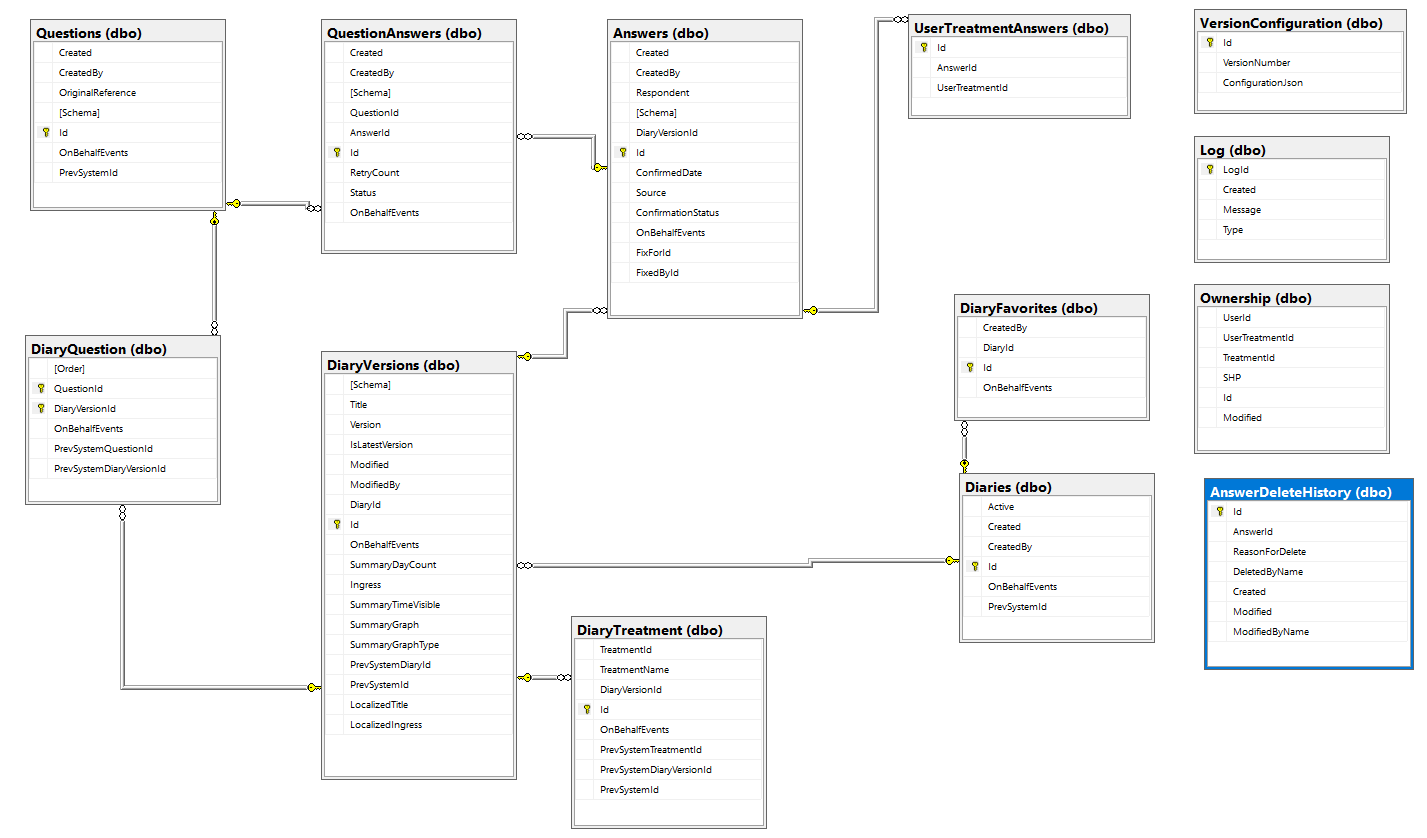 Questions (dbo)
Created
CreatedBy
OriginalReference
[Schema]
Id
OnBehalfEvents
PrevSystemId
QuestionAnswers (dbo)
Created
CreatedBy
[Schema]
QuestionId
AnswerId
Id
RetryCount
Status
OnBehalfEvents
Answers (dbo)
Created
CreatedBy
Respondent
[Schema]
DiaryVersionId
Id
ConfirmedDate
Source
ConfirmationStatus
OnBehalfEvents
FixForId
FixedById
UserTreatmentAnswers (dbo)
Id
AnswerId
UserTreatmentId
VersionConfiguration (dbo)
Id
VersionNumber
ConfigurationJson
Log (dbo)
LogId
Created
Message
Type
Ownership (dbo)
UserId
UserTreatmentId
TreatmentId
SHP
Id
Modified
DiaryFavorites (dbo)
CreatedBy
DiaryId
Id
OnBehalfEvents
DiaryQuestion (dbo)
[Order]
QuestionId
DiaryVersionId
OnBehalfEvents
PrevSystemQuestionId
PrevSystemDiaryVersionId
DiaryVersions (dbo)
[Schema]
Title
Version
IsLatestVersion
Modified
ModifiedBy
DiaryId
Id
OnBehalfEvents
SummaryDayCount
Ingress
SummaryTimeVisible
SummaryGraph
SummaryGraphType
PrevSystemDiaryId
PrevSystemId
LocalizedTitle
LocalizedIngress
Diaries (dbo)
Active
Created
CreatedBy
Id
OnBehalfEvents
PrevSystemId
AnswerDeleteHistory (dbo)
Id
AnswerId
ReasonForDelete
DeletedByName
Created
Modified
ModifiedByName
DiaryTreatment (dbo)
TreatmentId
TreatmentName
DiaryVersionId
Id
OnBehalfEvents
PrevSystemTreatmentId
PrevSystemDiaryVersionId
PrevSystemId